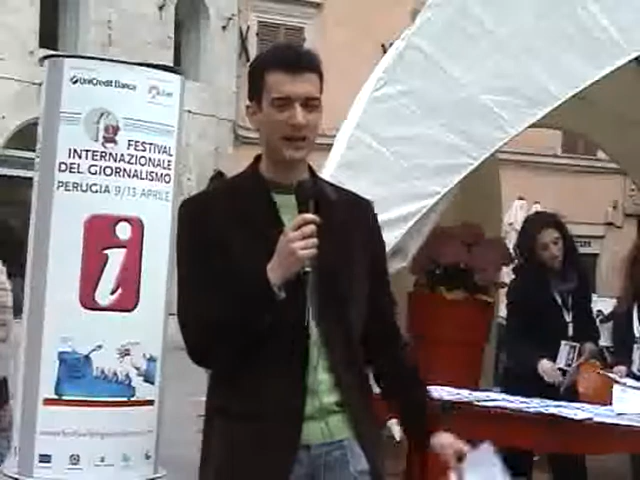 UniCredit Banca
FESTIVAL
INTERNAZIONALE
DEL GIORNALISMO
PERUGIA 9/13 APRILE
i